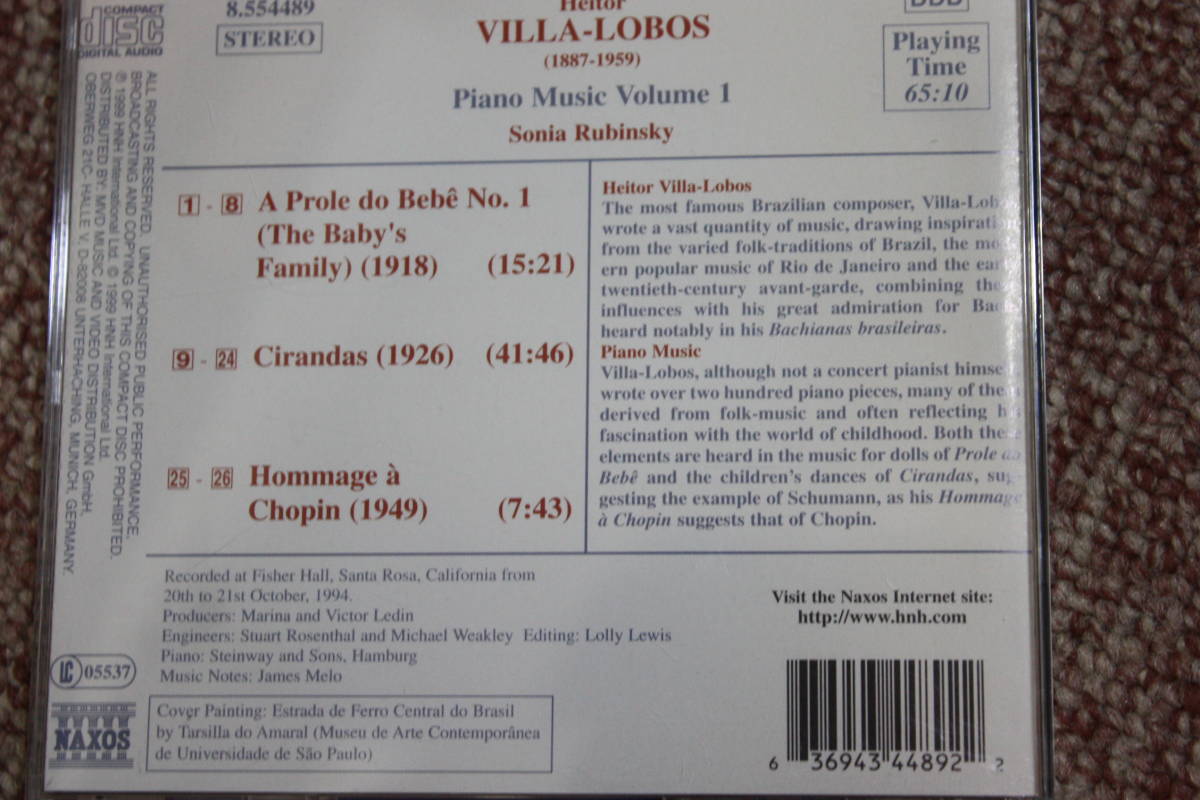 COMPACT
disc
DIGITAL AUDIO
8.554489
STEREO
Heitor
VILLA-LOBOS
(1887-1959)
Piano Music Volume 1
Sonia Rubinsky
DDD
Playing
Time
65:10
ALL RIGHTS RESERVED. UNAUTHORISED PUBLIC PERFORMANCE,
BROADCASTING AND COPYING OF THIS COMPACT DISC PROHIBITED.
℗ 1999 HNH International Ltd. © 1999 HNH International Ltd.
DISTRIBUTED BY: MVD MUSIC AND VIDEO DISTRIBUTION GmbH,
OBERWEG 21C- HALLE V, D-82008 UNTERHACHING, MUNICH, GERMANY.
1 - 8 A Prole do Bebê No. 1
(The Baby's
Family) (1918) (15:21)
9 - 24 Cirandas (1926) (41:46)
25 - 26 Hommage à
Chopin (1949) (7:43)
Heitor Villa-Lobos
The most famous Brazilian composer, Villa-Lob
wrote a vast quantity of music, drawing inspirati
from the varied folk-traditions of Brazil, the mo
ern popular music of Rio de Janeiro and the ear
twentieth-century avant-garde, combining the
influences with his great admiration for Bac
heard notably in his Bachianas brasileiras.
Piano Music
Villa-Lobos, although not a concert pianist himse
wrote over two hundred piano pieces, many of the
derived from folk-music and often reflecting h
fascination with the world of childhood. Both these
elements are heard in the music for dolls of Prole do
Bebê and the children's dances of Cirandas, sug-
gesting the example of Schumann, as his Hommage
à Chopin suggests that of Chopin.
Recorded at Fisher Hall, Santa Rosa, California from
20th to 21st October, 1994.
Producers: Marina and Victor Ledin
Engineers: Stuart Rosenthal and Michael Weakley Editing: Lolly Lewis
Piano: Steinway and Sons, Hamburg
Music Notes: James Melo
Visit the Naxos Internet site:
http://www.hnh.com
LC 05537
NAXOS
Cover Painting: Estrada de Ferro Central do Brasil
by Tarsilla do Amaral (Museu de Arte Contemporânea
de Universidade de São Paulo)
6 36943 44892 2